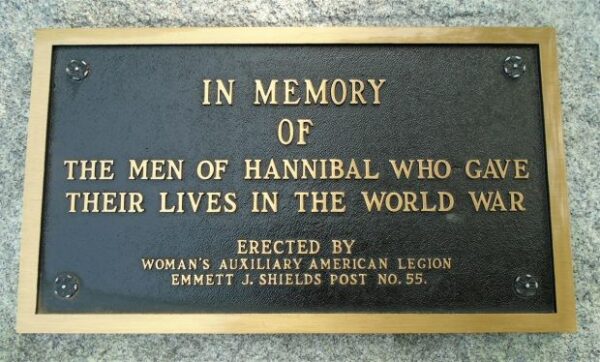 IN MEMORY
OF
THE MEN OF HANNIBAL WHO GAVE
THEIR LIVES IN THE WORLD WAR
ERECTED BY
WOMAN'S AUXILIARY AMERICAN LEGION
EMMETT J. SHIELDS POST NO. 55.